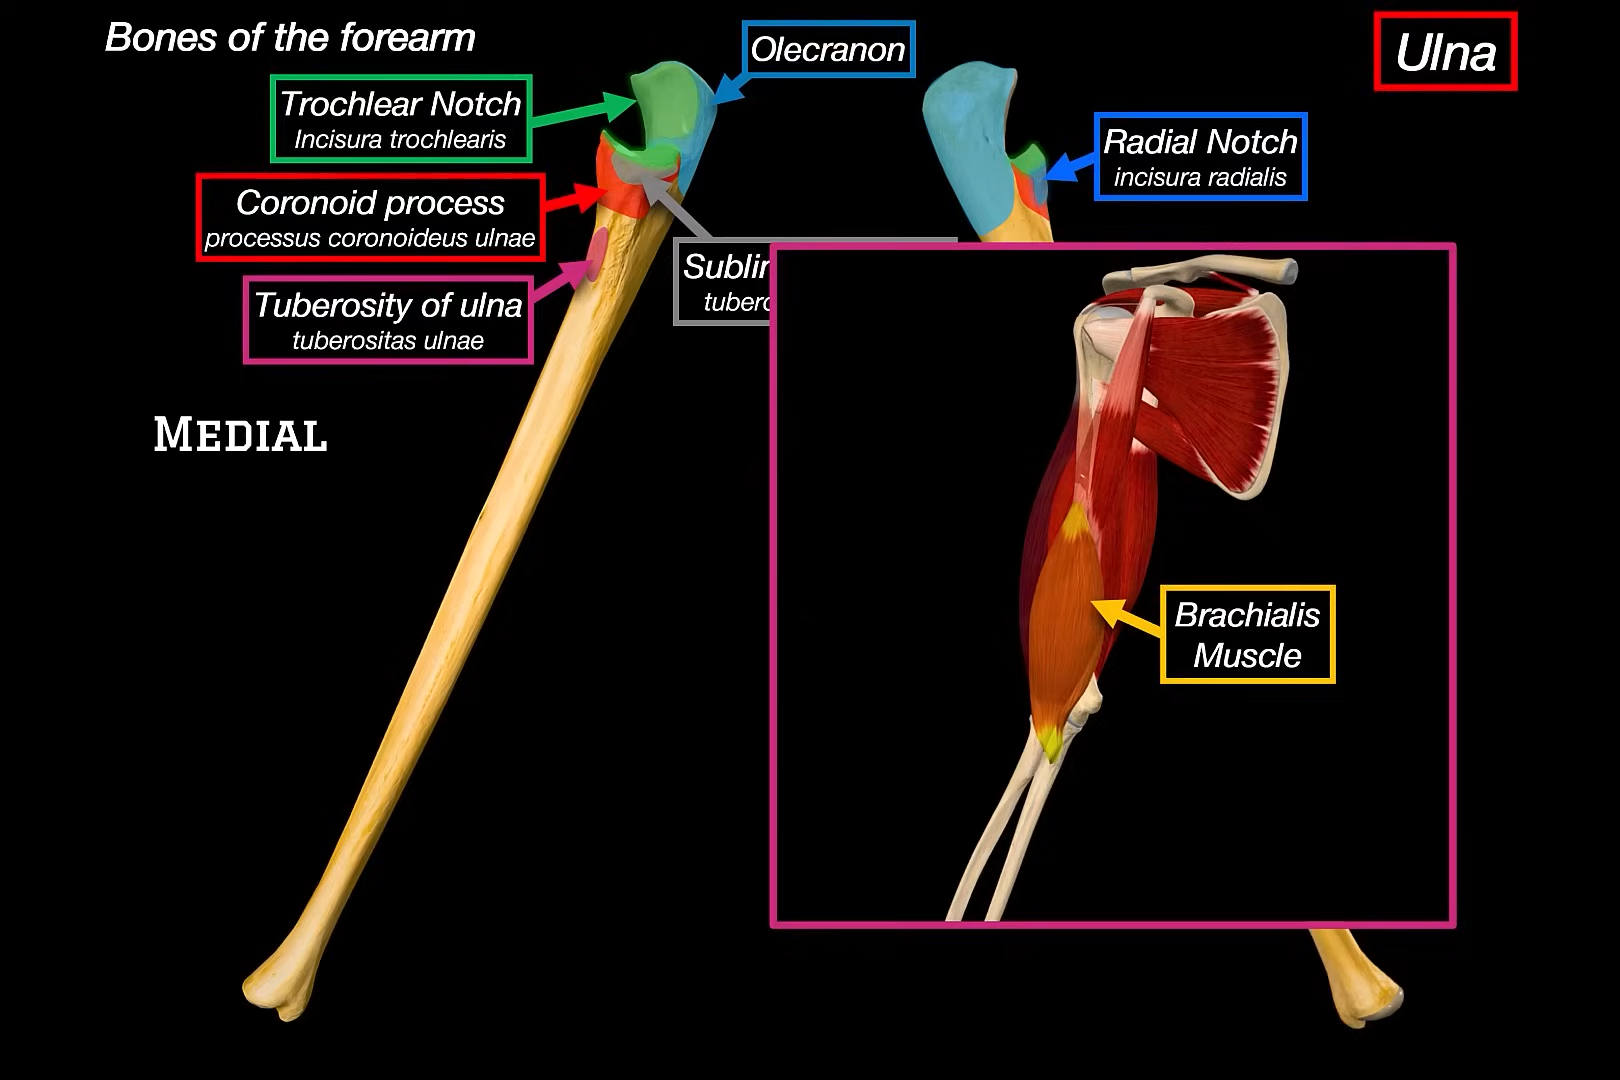 Bones of the forearm
Olecranon
Ulna
Trochlear Notch
Incisura trochlearis
Radial Notch
incisura radialis
Coronoid process
processus coronoideus ulnae
Tuberosity of ulna
tuberositas ulnae
MEDIAL
Brachialis
Muscle